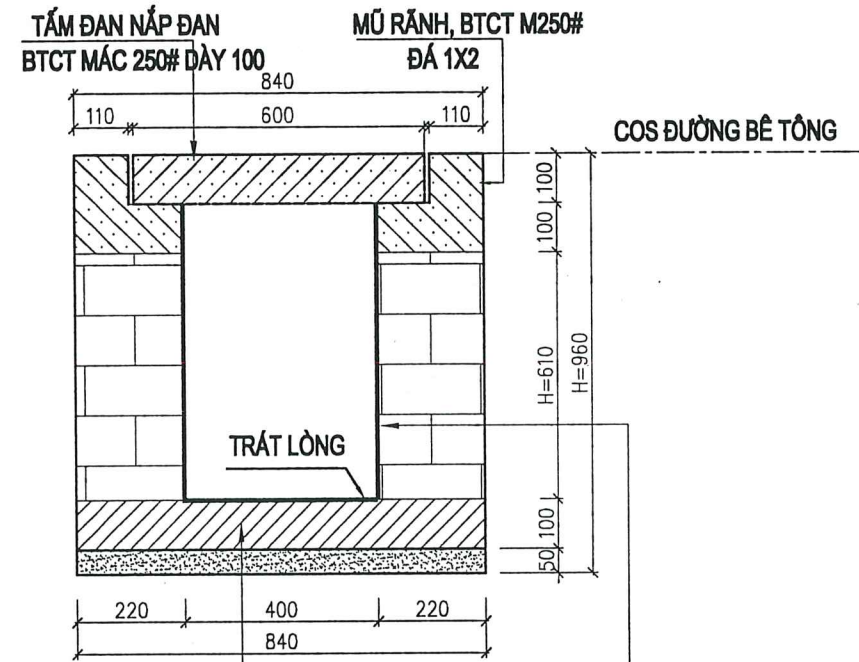 TẤM ĐAN NẮP ĐAN
BTCT MÁC 250# DÀY 100
MŨ RÃNH, BTCT M250#
ĐÁ 1X2
840
110 600 110
COS ĐƯỜNG BÊ TÔNG
100
100
H=610
H=960
TRÁT LÒNG
100
50
220 400 220
840